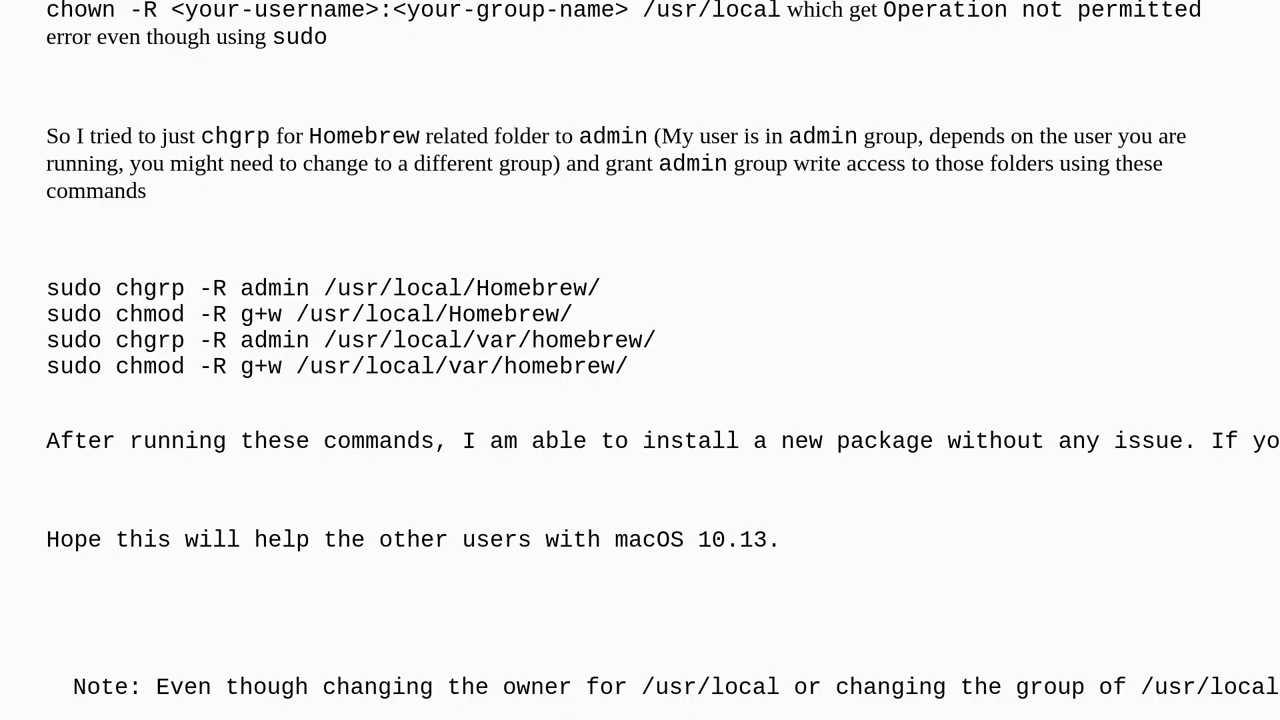 chown -R <your-username>:<your-group-name> /usr/local which get Operation not permitted
error even though using sudo
So I tried to just chgrp for Homebrew related folder to admin (My user is in admin group, depends on the user you are
running, you might need to change to a different group) and grant admin group write access to those folders using these
commands
sudo chgrp -R admin /usr/local/Homebrew/
sudo chmod -R g+w /usr/local/Homebrew/
sudo chgrp -R admin /usr/local/var/homebrew/
sudo chmod -R g+w /usr/local/var/homebrew/
After running these commands, I am able to install a new package without any issue. If yo
Hope this will help the other users with macOS 10.13.
Note: Even though changing the owner for /usr/local or changing the group of /usr/local